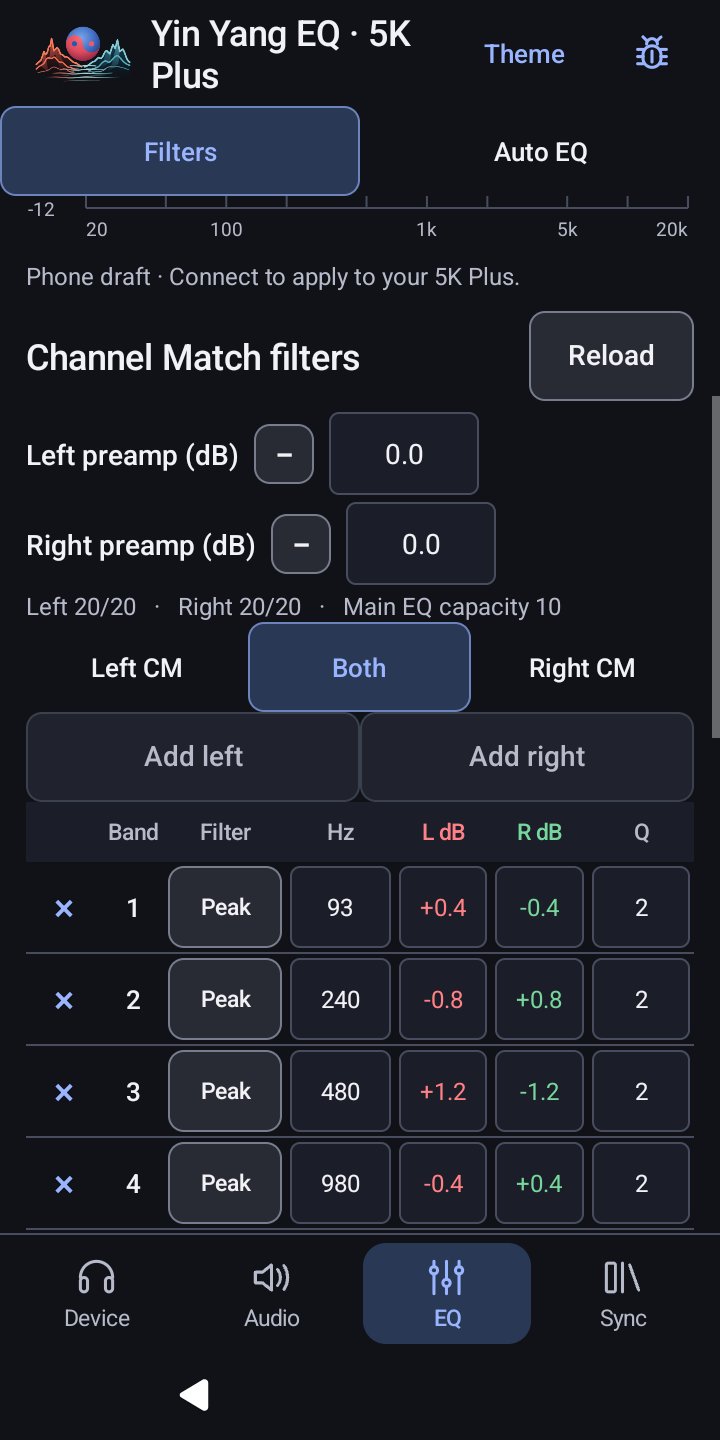 Yin Yang EQ · 5K
Plus
Theme
Filters
Auto EQ
-12
20 100 1k 5k 20k
Phone draft · Connect to apply to your 5K Plus.
Channel Match filters
Reload
Left preamp (dB) − 0.0
Right preamp (dB) − 0.0
Left 20/20 · Right 20/20 · Main EQ capacity 10
Left CM Both Right CM
Add left Add right
Band Filter Hz L dB R dB Q
× 1 Peak 93 +0.4 -0.4 2
× 2 Peak 240 -0.8 +0.8 2
× 3 Peak 480 +1.2 -1.2 2
× 4 Peak 980 -0.4 +0.4 2
Device Audio EQ Sync